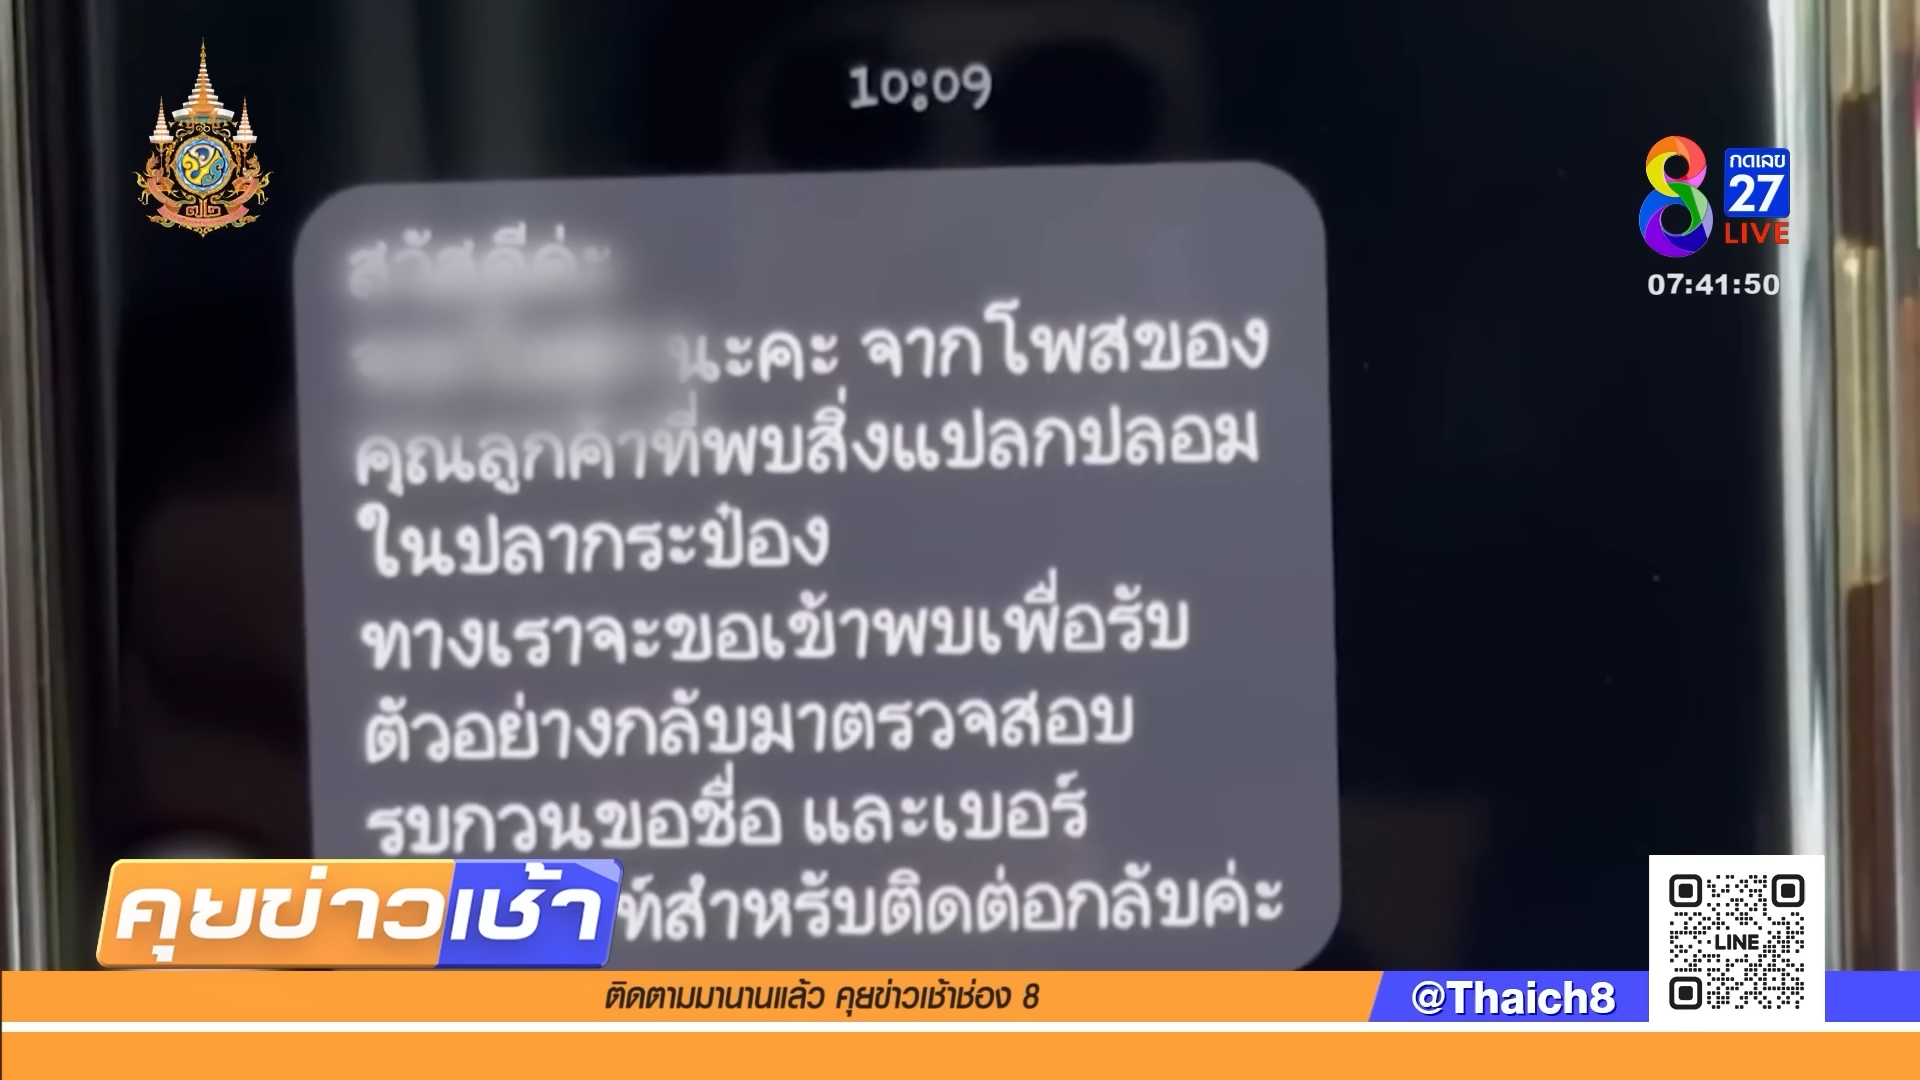 10:09
กดเลข
27
LIVE
07:41:50
สวัสดีค่ะ
นะคะ จากโพสของ
คุณลูกค้าที่พบสิ่งแปลกปลอม
ในปลากระป๋อง
ทางเราจะขอเข้าพบเพื่อรับ
ตัวอย่างกลับมาตรวจสอบ
รบกวนขอชื่อ และเบอร์
ท์สำหรับติดต่อกลับค่ะ
คุยข่าวเช้า
LINE
ติดตามมานานแล้ว คุยข่าวเช้าช่อง 8
@Thaich8